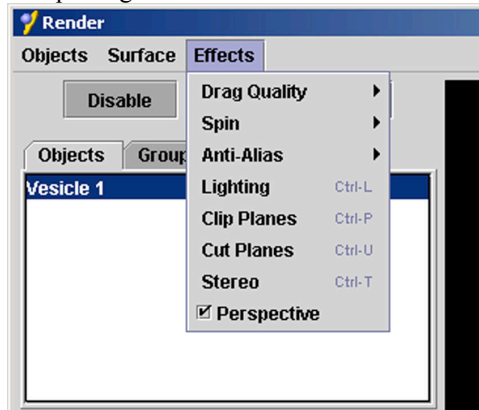 Render
Objects Surface Effects
Disable
Drag Quality
Spin
Objects
Anti-Alias
Vesicle 1
Lighting Ctrl-L
Clip Planes Ctrl-P
Cut Planes Ctrl-U
Stereo Ctrl-T
Perspective